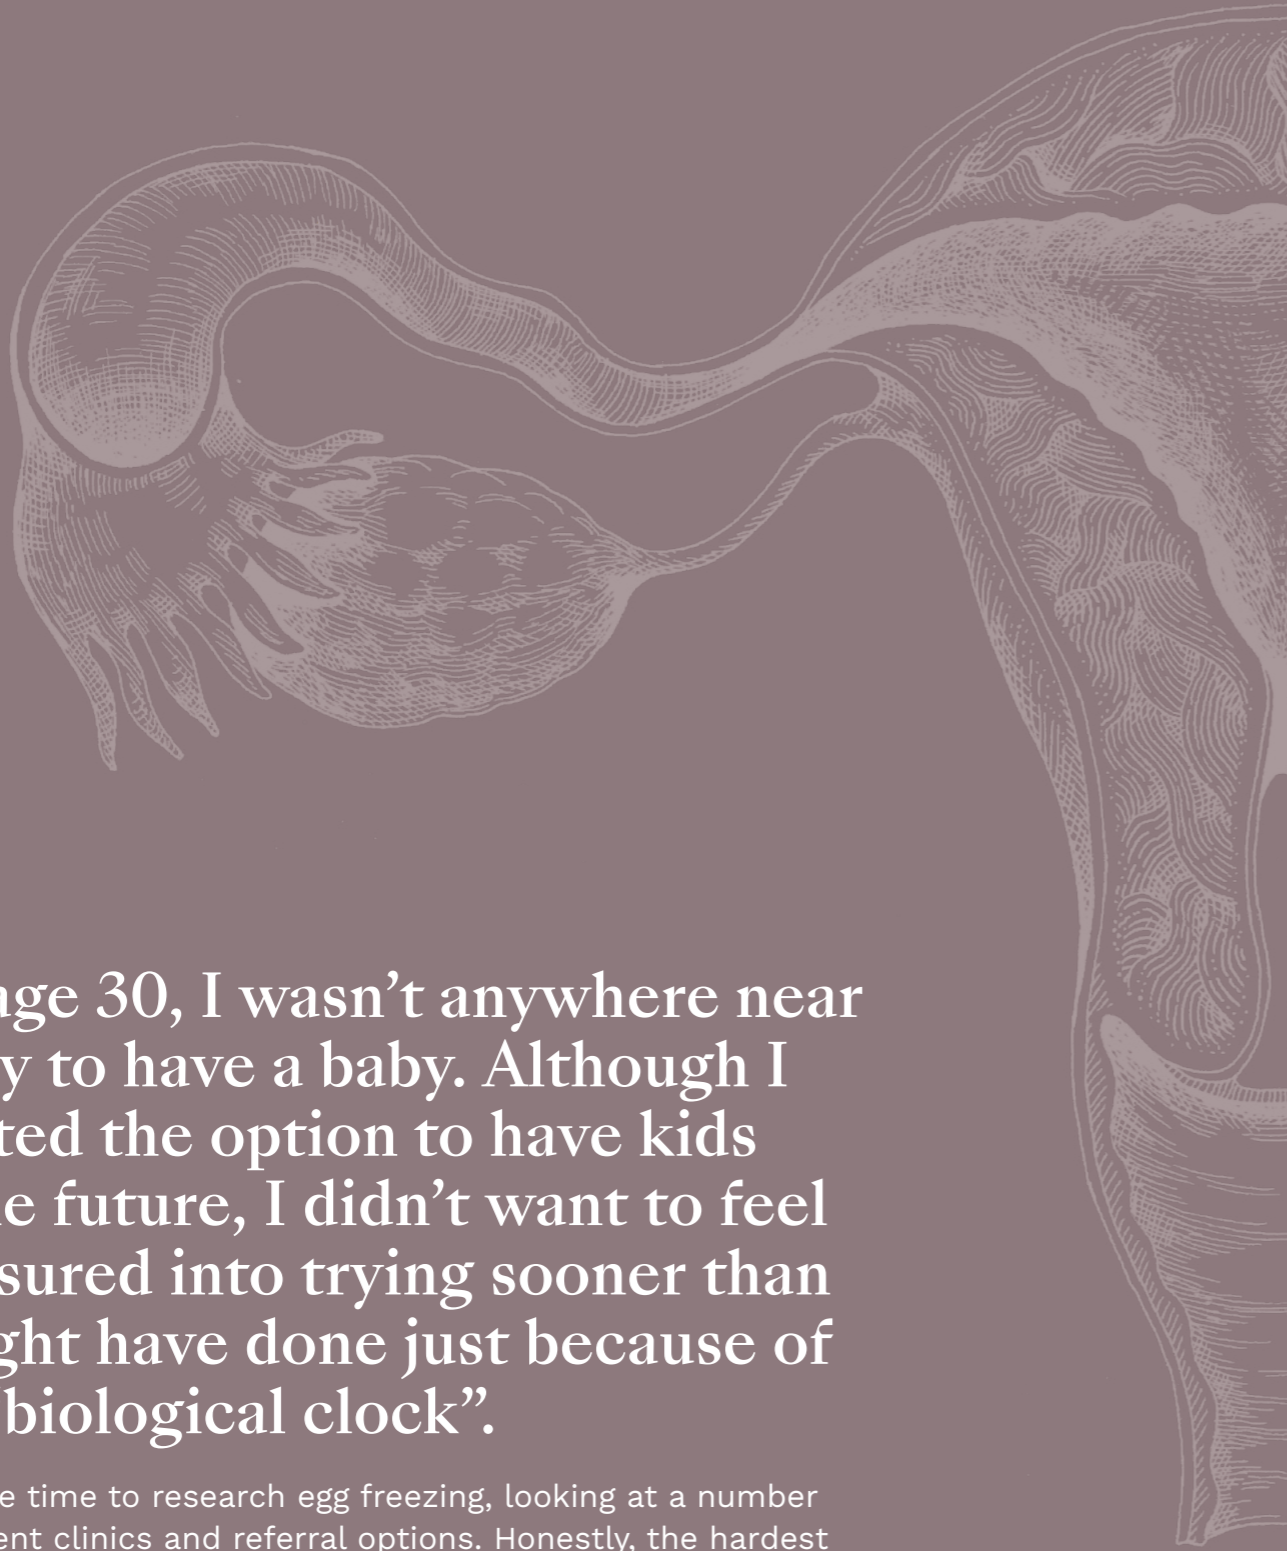 age 30, I wasn’t anywhere near
y to have a baby. Although I
ted the option to have kids
e future, I didn’t want to feel
sured into trying sooner than
ght have done just because of
biological clock”.
e time to research egg freezing, looking at a number
ent clinics and referral options. Honestly, the hardest